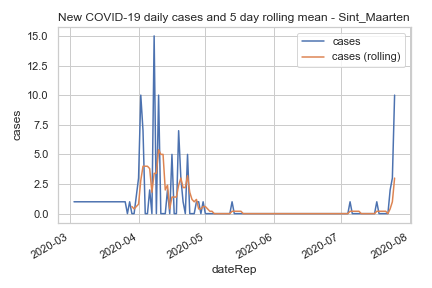 New COVID-19 daily cases and 5 day rolling mean - Sint_Maarten
cases
cases (rolling)
15.0
12.5
10.0
7.5
5.0
2.5
0.0
cases
2020-03
2020-04
2020-05
2020-06
2020-07
2020-08
dateRep